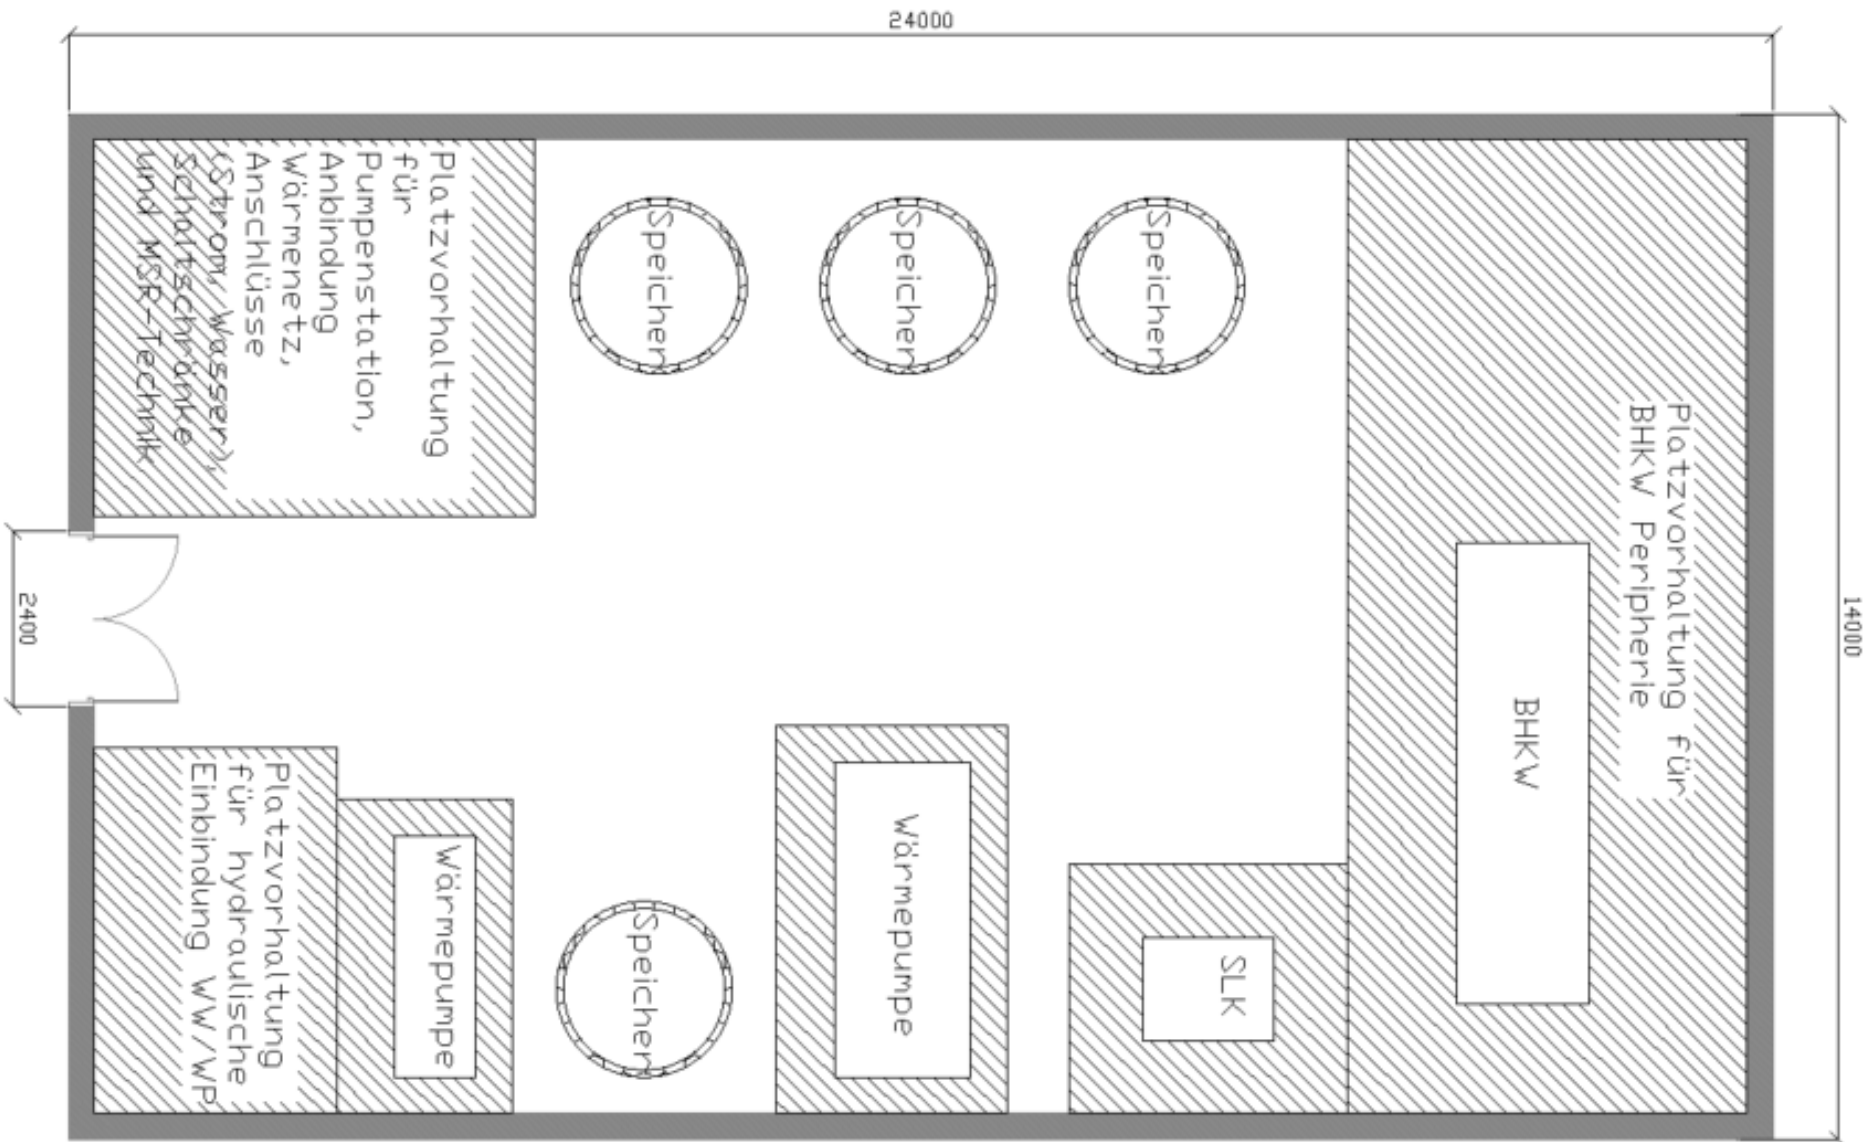 24000
14000
2400
Platzvorhaltung
für
Pumpenstation,
Anbindung
Wärmenetz,
Anschlüsse
(Strom, Wasser),
Schaltschränke
und MSR-Technik
Speicher
Speicher
Speicher
Platzvorhaltung für
BHKW Peripherie
BHKW
Platzvorhaltung
für hydraulische
Einbindung WW/WP
Wärmepumpe
Speicher
Wärmepumpe
SLK